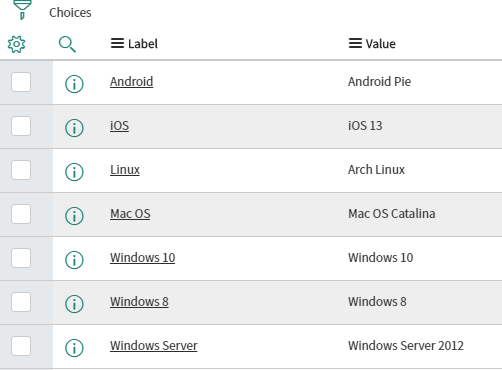 Choices
Label Value
Android Android Pie
iOS iOS 13
Linux Arch Linux
Mac OS Mac OS Catalina
Windows 10 Windows 10
Windows 8 Windows 8
Windows Server Windows Server 2012